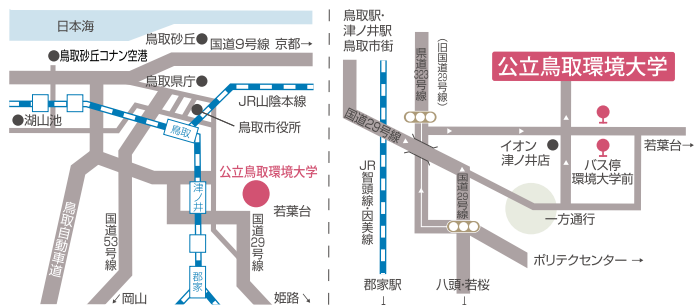 日本海
鳥取砂丘
国道9号線 京都→
鳥取砂丘コナン空港
鳥取県庁
JR山陰本線
湖山池
鳥取
鳥取市役所
公立鳥取環境大学
津ノ井
若葉台
鳥取自動車道
国道53号線
国道29号線
郡家
↙岡山
姫路↘
鳥取駅・
津ノ井駅
鳥取市街
県道323号線
(旧国道29号線)
公立鳥取環境大学
国道29号線
イオン
津ノ井店
若葉台→
バス停
環境大学前
JR智頭線・因美線
国道29号線
一方通行
ポリテクセンター →
郡家駅
↓
八頭・若桜
↓